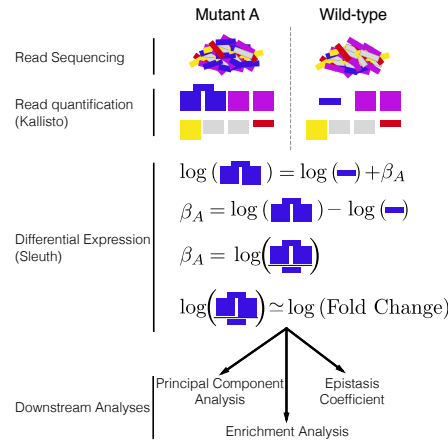 Mutant A Wild-type
Read Sequencing
Read quantification
(Kallisto)
log ( ) = log ( ) + β_A
β_A = log ( ) − log ( )
Differential Expression
(Sleuth)
β_A = log( )
log( ) ≃ log (Fold Change)
Principal Component
Analysis
Epistasis
Coefficient
Downstream Analyses
Enrichment Analysis